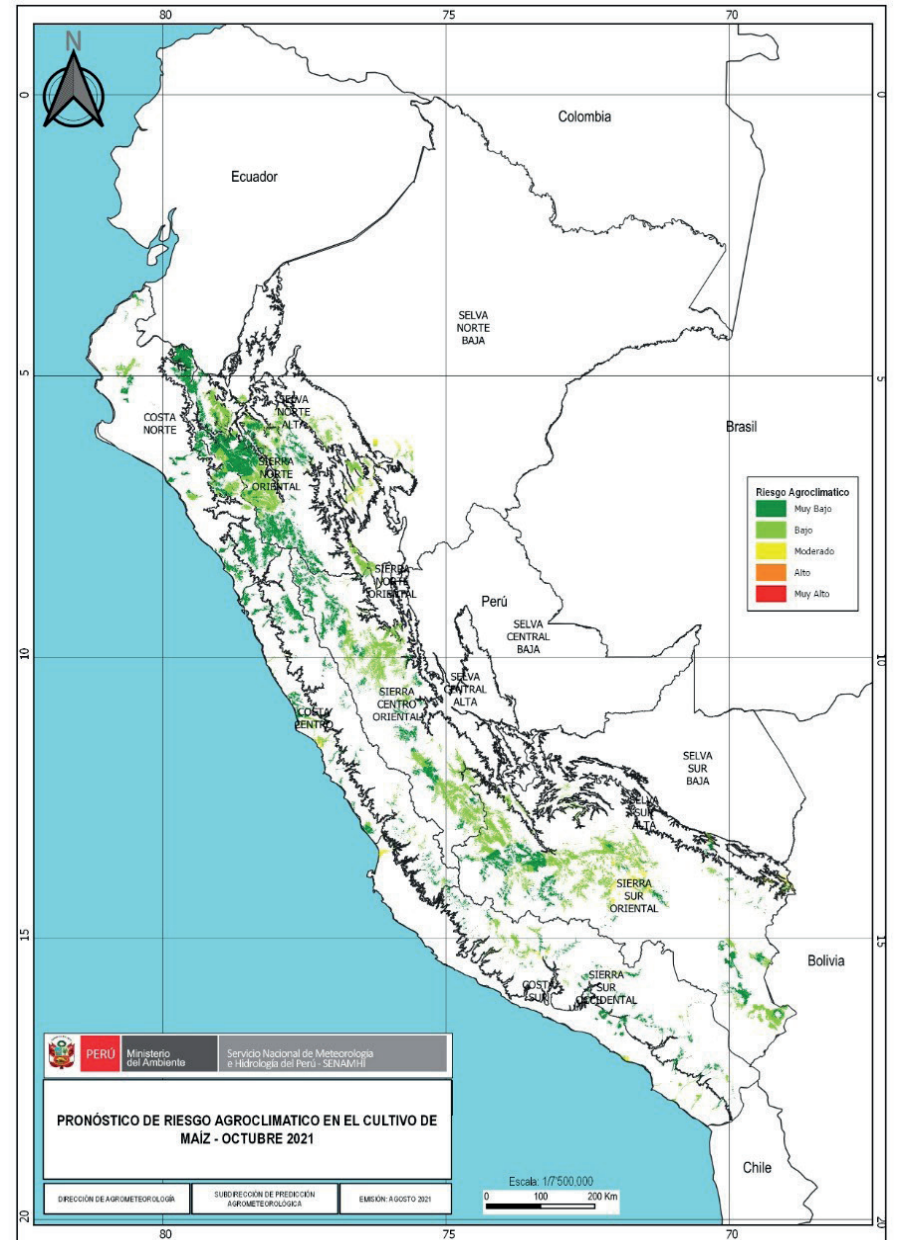 80
75
70
N
0
0
Colombia
Ecuador
SELVA
NORTE
BAJA
5
5
SELVA
NORTE
ALTA
COSTA
NORTE
Brasil
SIERRA
NORTE
ORIENTAL
Riesgo Agroclimatico
Muy Bajo
Bajo
Moderado
Alto
Muy Alto
SIERRA
NORTE
ORIENTAL
Perú
SELVA
CENTRAL
BAJA
10
10
SELVA
CENTRAL
ALTA
SIERRA
CENTRO
ORIENTAL
COSTA
CENTRO
SELVA
SUR
BAJA
SELVA
SUR
ALTA
SIERRA
SUR
ORIENTAL
15
15
Bolivia
COSTA
SUR
SIERRA
SUR
OCCIDENTAL
PERÚ
Ministerio
del Ambiente
Servicio Nacional de Meteorología
e Hidrología del Perú - SENAMHI
PRONÓSTICO DE RIESGO AGROCLIMATICO EN EL CULTIVO DE
MAÍZ - OCTUBRE 2021
DIRECCIÓN DE AGROMETEOROLOGÍA
SUBDIRECCIÓN DE PREDICCIÓN
AGROMETEOROLÓGICA
EMISIÓN: AGOSTO 2021
Escala: 1/7'500,000
0 100 200 Km
Chile
20
20
80
75
70